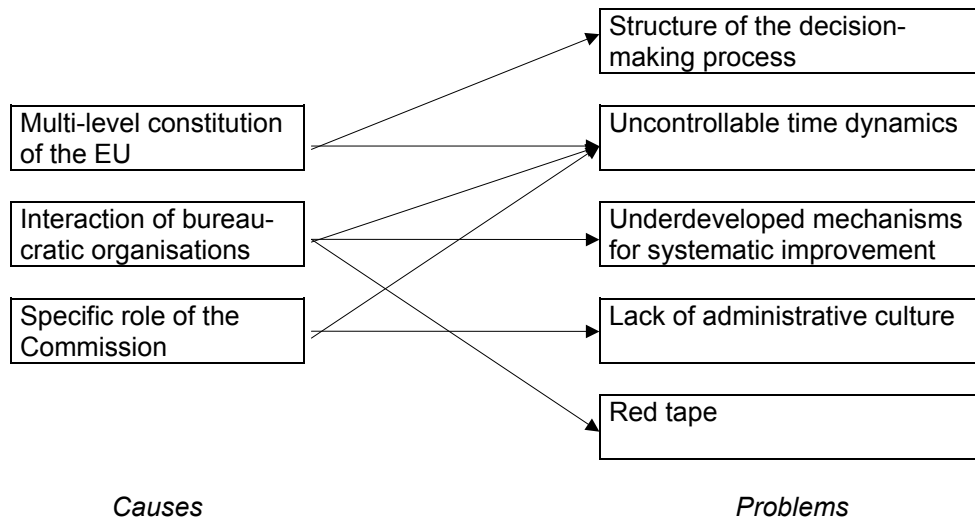 Structure of the decision-
making process
Multi-level constitution
of the EU
Uncontrollable time dynamics
Interaction of bureau-
cratic organisations
Underdeveloped mechanisms
for systematic improvement
Specific role of the
Commission
Lack of administrative culture
Red tape
Causes
Problems